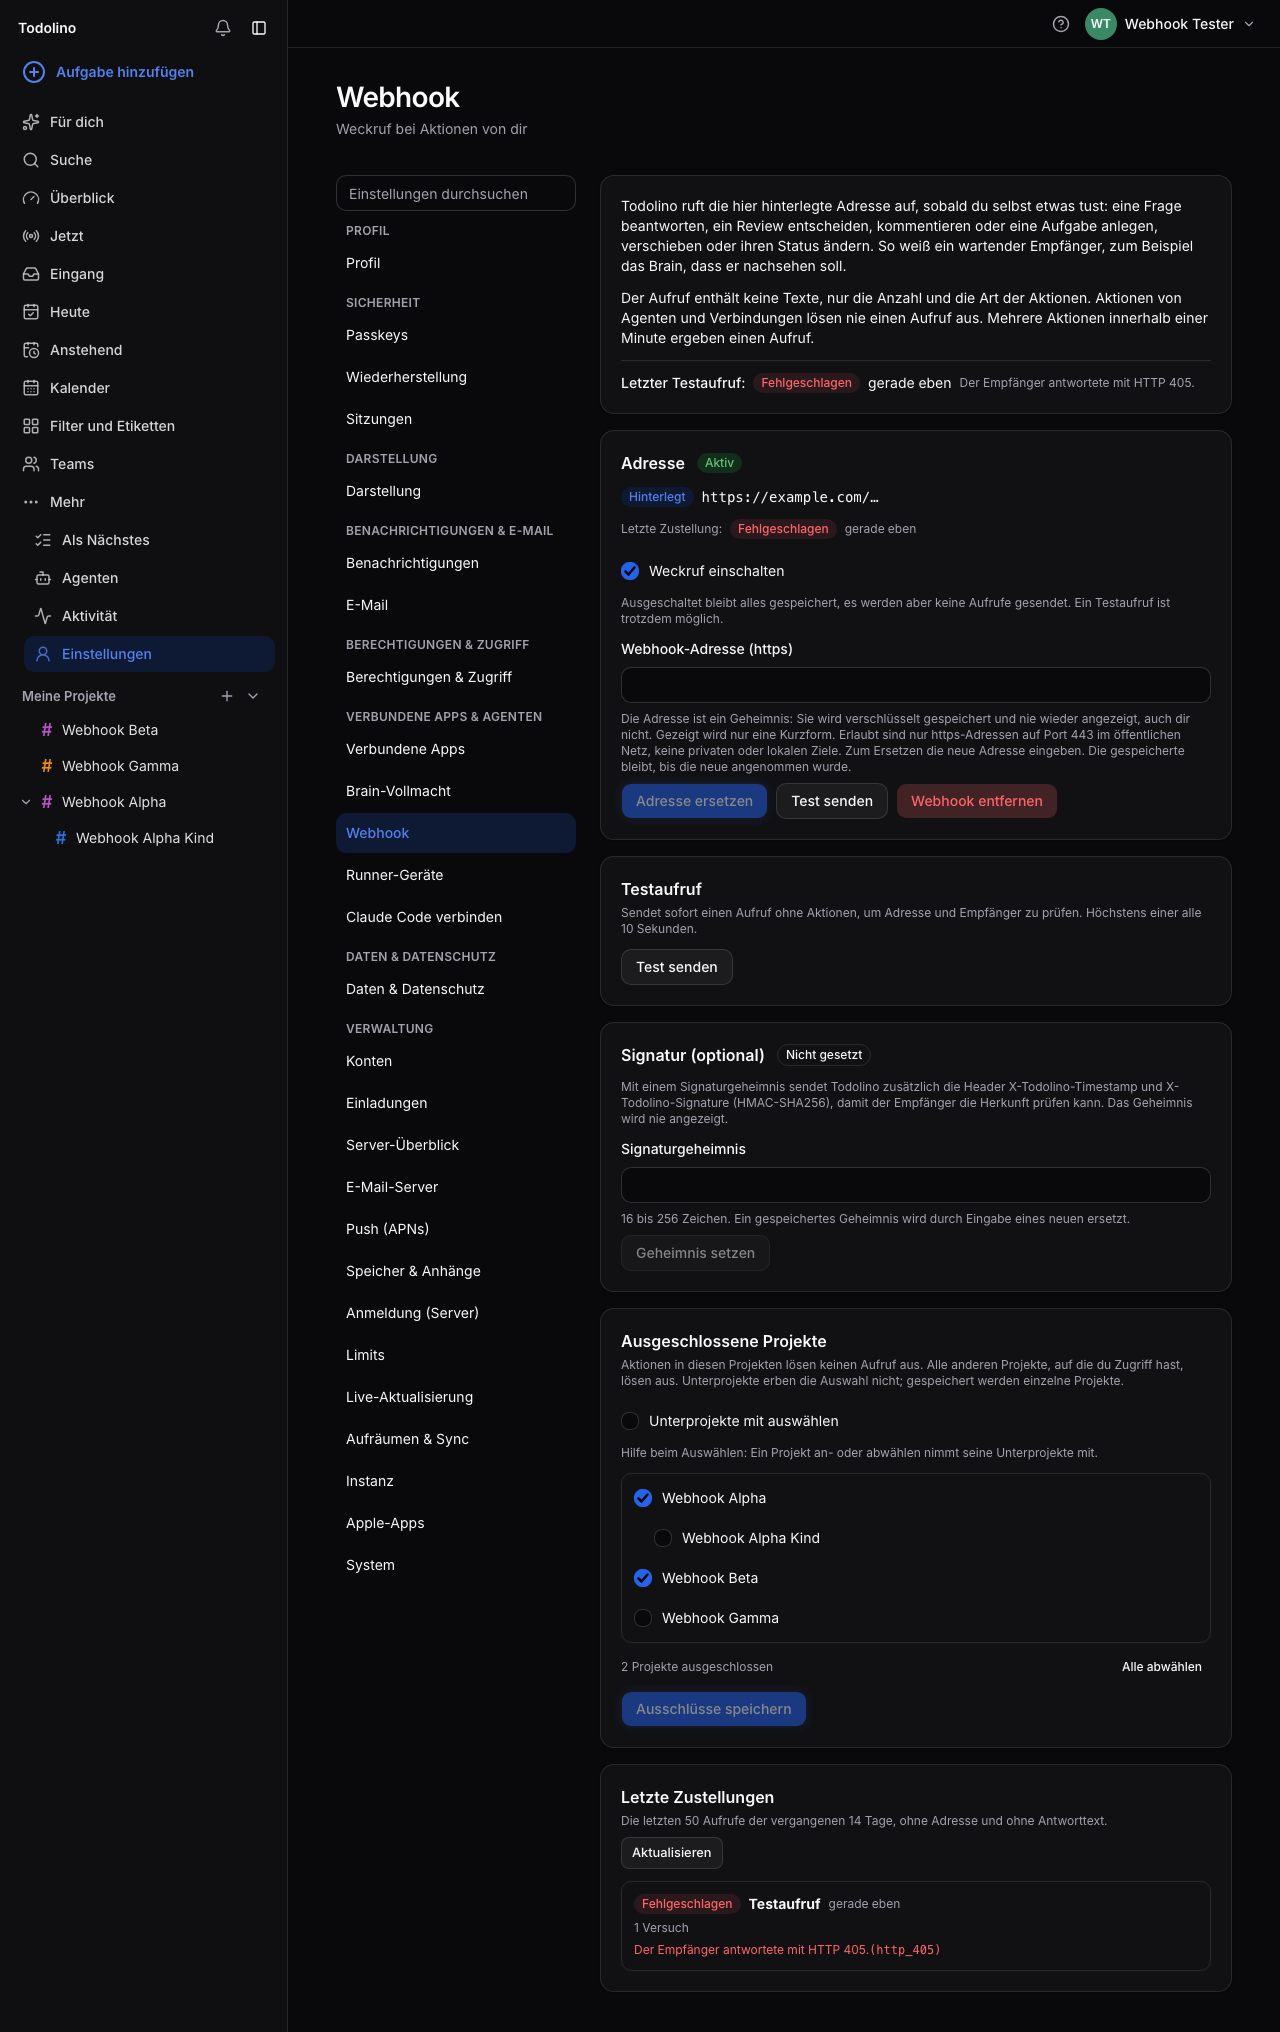 Todolino
Aufgabe hinzufügen
Für dich
Suche
Überblick
Jetzt
Eingang
Heute
Anstehend
Kalender
Filter und Etiketten
Teams
Mehr
Als Nächstes
Agenten
Aktivität
Einstellungen
Meine Projekte
# Webhook Beta
# Webhook Gamma
# Webhook Alpha
# Webhook Alpha Kind
WT Webhook Tester
Webhook
Weckruf bei Aktionen von dir
Einstellungen durchsuchen
PROFIL
Profil
SICHERHEIT
Passkeys
Wiederherstellung
Sitzungen
DARSTELLUNG
Darstellung
BENACHRICHTIGUNGEN & E-MAIL
Benachrichtigungen
E-Mail
BERECHTIGUNGEN & ZUGRIFF
Berechtigungen & Zugriff
VERBUNDENE APPS & AGENTEN
Verbundene Apps
Brain-Vollmacht
Webhook
Runner-Geräte
Claude Code verbinden
DATEN & DATENSCHUTZ
Daten & Datenschutz
VERWALTUNG
Konten
Einladungen
Server-Überblick
E-Mail-Server
Push (APNs)
Speicher & Anhänge
Anmeldung (Server)
Limits
Live-Aktualisierung
Aufräumen & Sync
Instanz
Apple-Apps
System
Todolino ruft die hier hinterlegte Adresse auf, sobald du selbst etwas tust: eine Frage
beantworten, ein Review entscheiden, kommentieren oder eine Aufgabe anlegen,
verschieben oder ihren Status ändern. So weiß ein wartender Empfänger, zum Beispiel
das Brain, dass er nachsehen soll.
Der Aufruf enthält keine Texte, nur die Anzahl und die Art der Aktionen. Aktionen von
Agenten und Verbindungen lösen nie einen Aufruf aus. Mehrere Aktionen innerhalb einer
Minute ergeben einen Aufruf.
Letzter Testaufruf: Fehlgeschlagen gerade eben Der Empfänger antwortete mit HTTP 405.
Adresse Aktiv
Hinterlegt https://example.com/…
Letzte Zustellung: Fehlgeschlagen gerade eben
Weckruf einschalten
Ausgeschaltet bleibt alles gespeichert, es werden aber keine Aufrufe gesendet. Ein Testaufruf ist
trotzdem möglich.
Webhook-Adresse (https)
Die Adresse ist ein Geheimnis: Sie wird verschlüsselt gespeichert und nie wieder angezeigt, auch dir
nicht. Gezeigt wird nur eine Kurzform. Erlaubt sind nur https-Adressen auf Port 443 im öffentlichen
Netz, keine privaten oder lokalen Ziele. Zum Ersetzen die neue Adresse eingeben. Die gespeicherte
bleibt, bis die neue angenommen wurde.
Adresse ersetzen Test senden Webhook entfernen
Testaufruf
Sendet sofort einen Aufruf ohne Aktionen, um Adresse und Empfänger zu prüfen. Höchstens einer alle
10 Sekunden.
Test senden
Signatur (optional) Nicht gesetzt
Mit einem Signaturgeheimnis sendet Todolino zusätzlich die Header X-Todolino-Timestamp und X-
Todolino-Signature (HMAC-SHA256), damit der Empfänger die Herkunft prüfen kann. Das Geheimnis
wird nie angezeigt.
Signaturgeheimnis
16 bis 256 Zeichen. Ein gespeichertes Geheimnis wird durch Eingabe eines neuen ersetzt.
Geheimnis setzen
Ausgeschlossene Projekte
Aktionen in diesen Projekten lösen keinen Aufruf aus. Alle anderen Projekte, auf die du Zugriff hast,
lösen aus. Unterprojekte erben die Auswahl nicht; gespeichert werden einzelne Projekte.
Unterprojekte mit auswählen
Hilfe beim Auswählen: Ein Projekt an- oder abwählen nimmt seine Unterprojekte mit.
Webhook Alpha
Webhook Alpha Kind
Webhook Beta
Webhook Gamma
2 Projekte ausgeschlossen Alle abwählen
Ausschlüsse speichern
Letzte Zustellungen
Die letzten 50 Aufrufe der vergangenen 14 Tage, ohne Adresse und ohne Antworttext.
Aktualisieren
Fehlgeschlagen Testaufruf gerade eben
1 Versuch
Der Empfänger antwortete mit HTTP 405.(http_405)